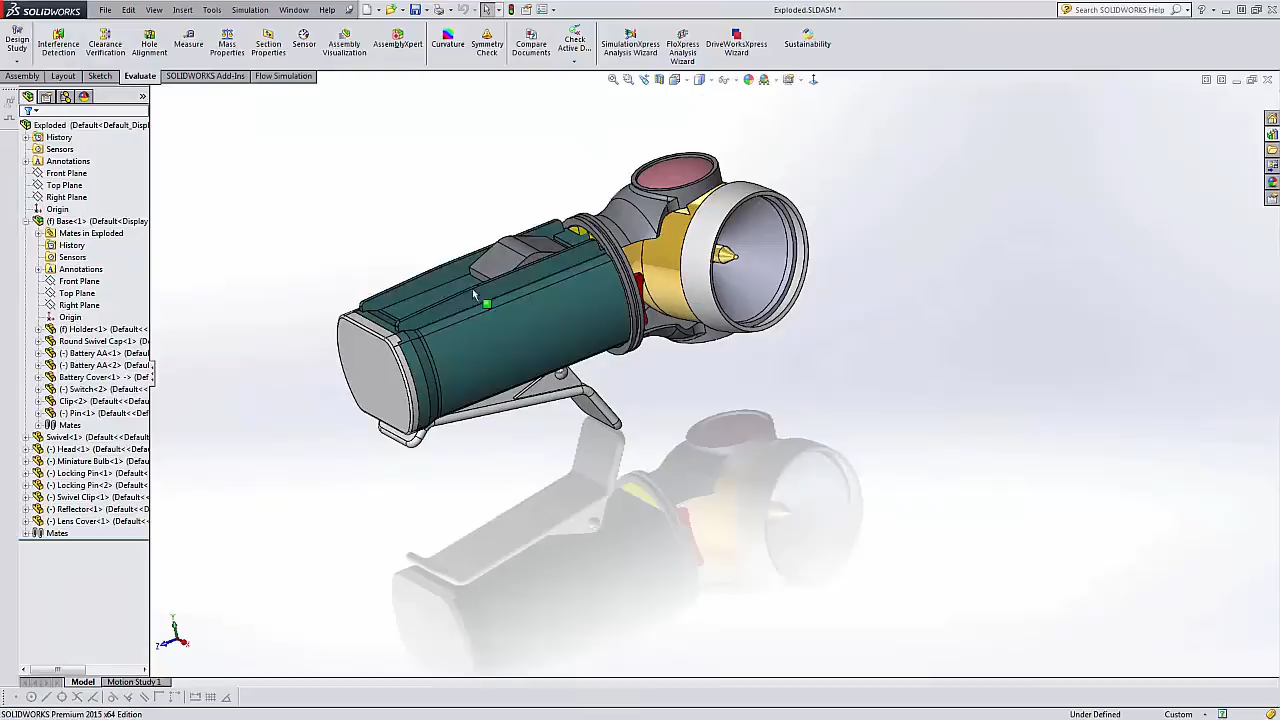 SOLIDWORKS File Edit View Insert Tools Simulation Window Help Exploded.SLDASM * Search SOLIDWORKS Help
Design Study Interference Detection Clearance Verification Hole Alignment Measure Mass Properties Section Properties Sensor Assembly Visualization AssemblyXpert Curvature Symmetry Check Compare Documents Check Active D... SimulationXpress Analysis Wizard FloXpress Analysis Wizard DriveWorksXpress Wizard Sustainability
Assembly Layout Sketch Evaluate SOLIDWORKS Add-Ins Flow Simulation
Exploded (Default<Default_Displ
History
Sensors
Annotations
Front Plane
Top Plane
Right Plane
Origin
(f) Base<1> (Default<Display
Mates in Exploded
History
Sensors
Annotations
Front Plane
Top Plane
Right Plane
Origin
(f) Holder<1> (Default<<
Round Swivel Cap<1> (D
(-) Battery AA<1> (Defaul
(-) Battery AA<2> (Defaul
Battery Cover<1> -> (Def
(-) Switch<2> (Default<<
Clip<2> (Default<<Defau
(-) Pin<1> (Default<<Def
Mates
Swivel<1> (Default<<Default
(-) Head<1> (Default<<Defau
(-) Miniature Bulb<1> (Defau
(-) Locking Pin<1> (Default<
(-) Locking Pin<2> (Default<
(-) Swivel Clip<1> (Default<<
(-) Reflector<1> (Default<<D
(-) Lens Cover<1> (Default<<
Mates
Y
Z X
Model Motion Study 1
SOLIDWORKS Premium 2015 x64 Edition Under Defined Custom